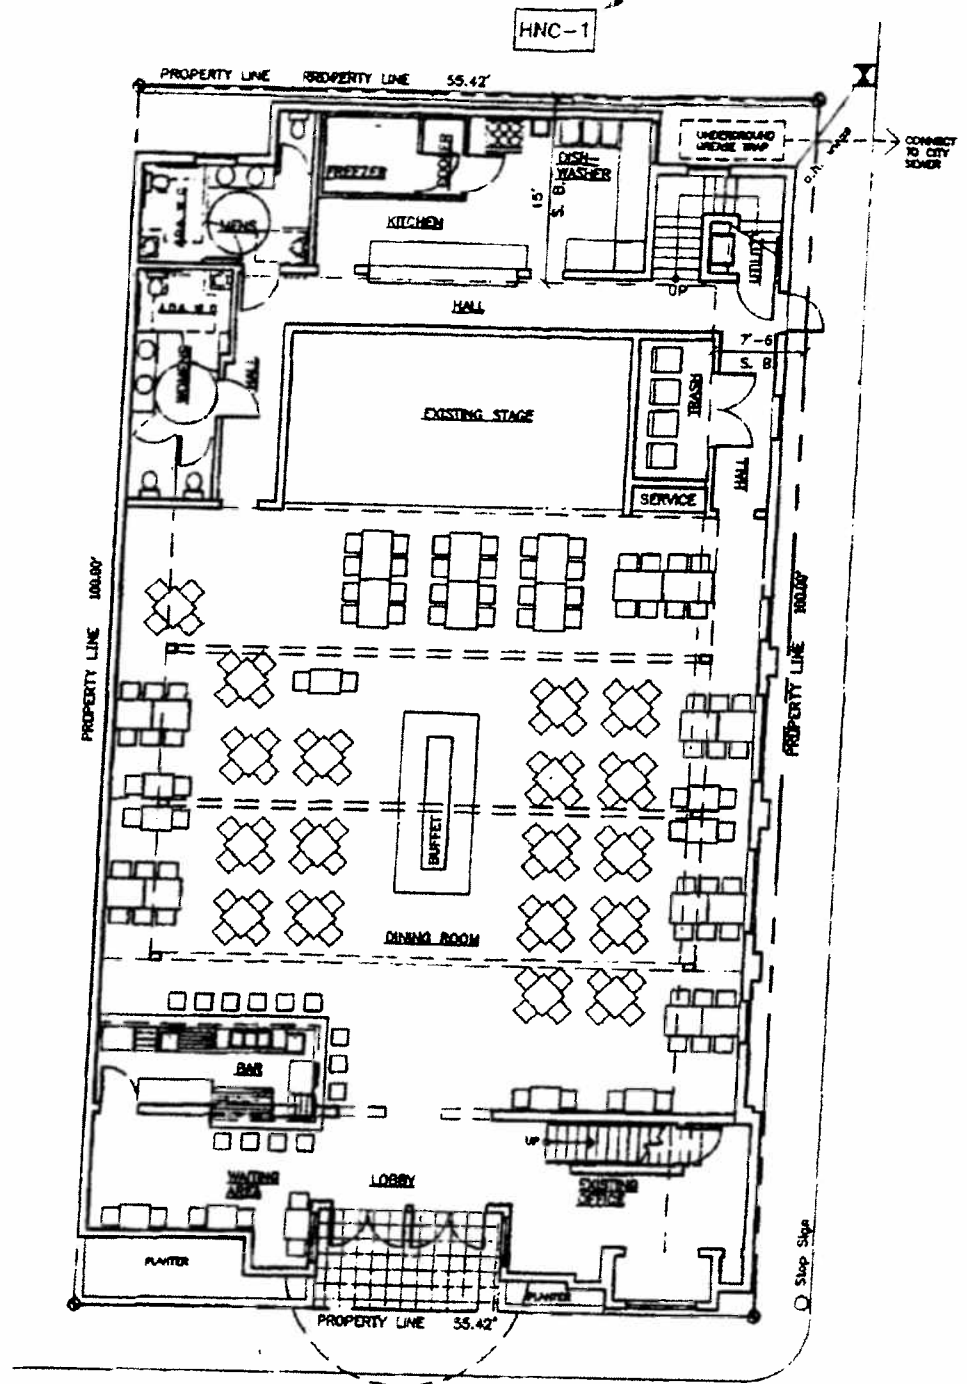 HNC-1
PROPERTY LINE
PROPERTY LINE 55.42'
UNDERGROUND
GREASE TRAP
CONNECT
TO CITY
SEWER
FREEZER
COOLER
DISH
WASHER
15'
S. B.
A.D.A. W.C.
MENS
KITCHEN
UTILITY
UP
A.D.A. W.C.
HALL
7'-6
S. B.
WOMENS
HALL
EXISTING STAGE
TRASH
HALL
SERVICE
PROPERTY LINE 100.00'
PROPERTY LINE 100.00'
BUFFET
DINING ROOM
BAR
UP
WAITING
AREA
LOBBY
PLANTER
PLANTER
Stop Sign
PROPERTY LINE 55.42'